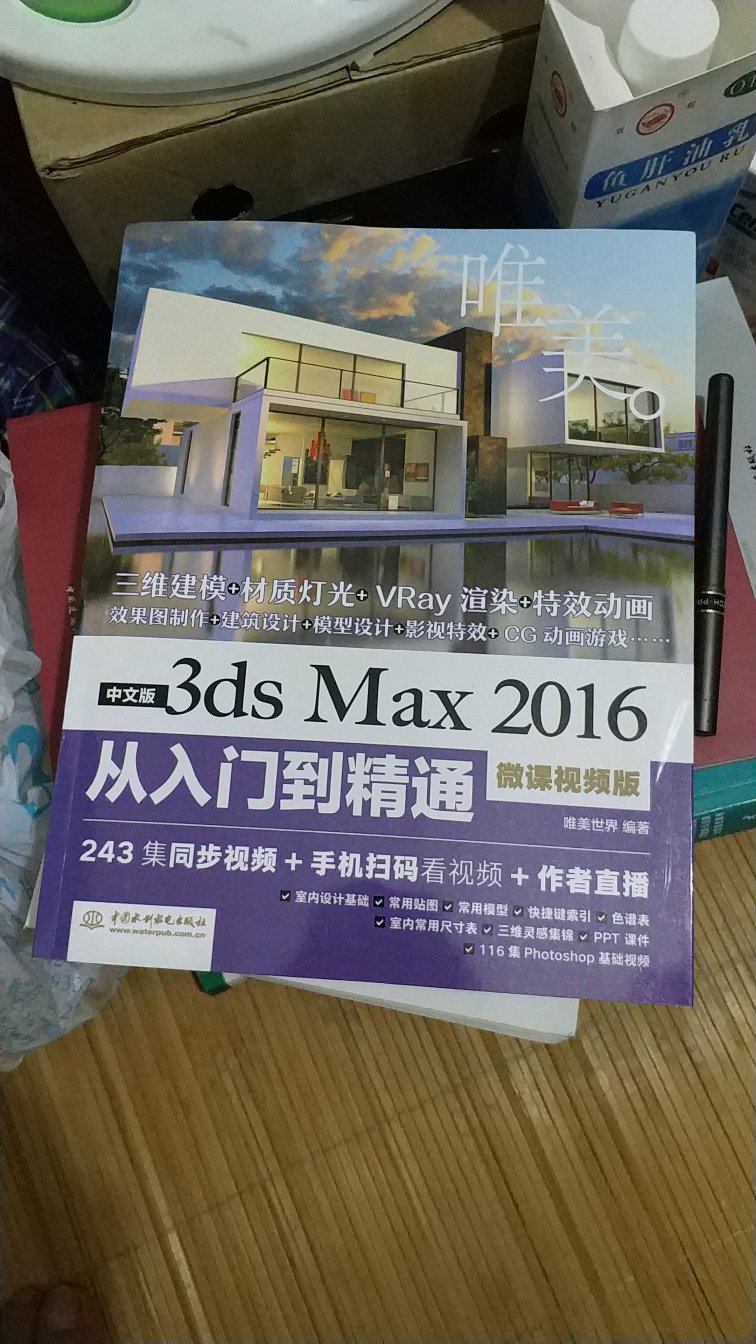 鱼肝油乳
YUGANYOU RU
唯
美。
三维建模+材质灯光+VRay 渲染+特效动画
效果图制作+建筑设计+模型设计+影视特效+CG 动画游戏……
中文版 3ds Max 2016
从入门到精通 微课视频版
唯美世界 编著
243 集同步视频 + 手机扫码看视频 + 作者直播
室内设计基础 常用贴图 常用模型 快捷键索引 色谱表
室内常用尺寸表 三维灵感集锦 PPT 课件
116 集 Photoshop 基础视频
中国水利水电出版社
www.waterpub.com.cn